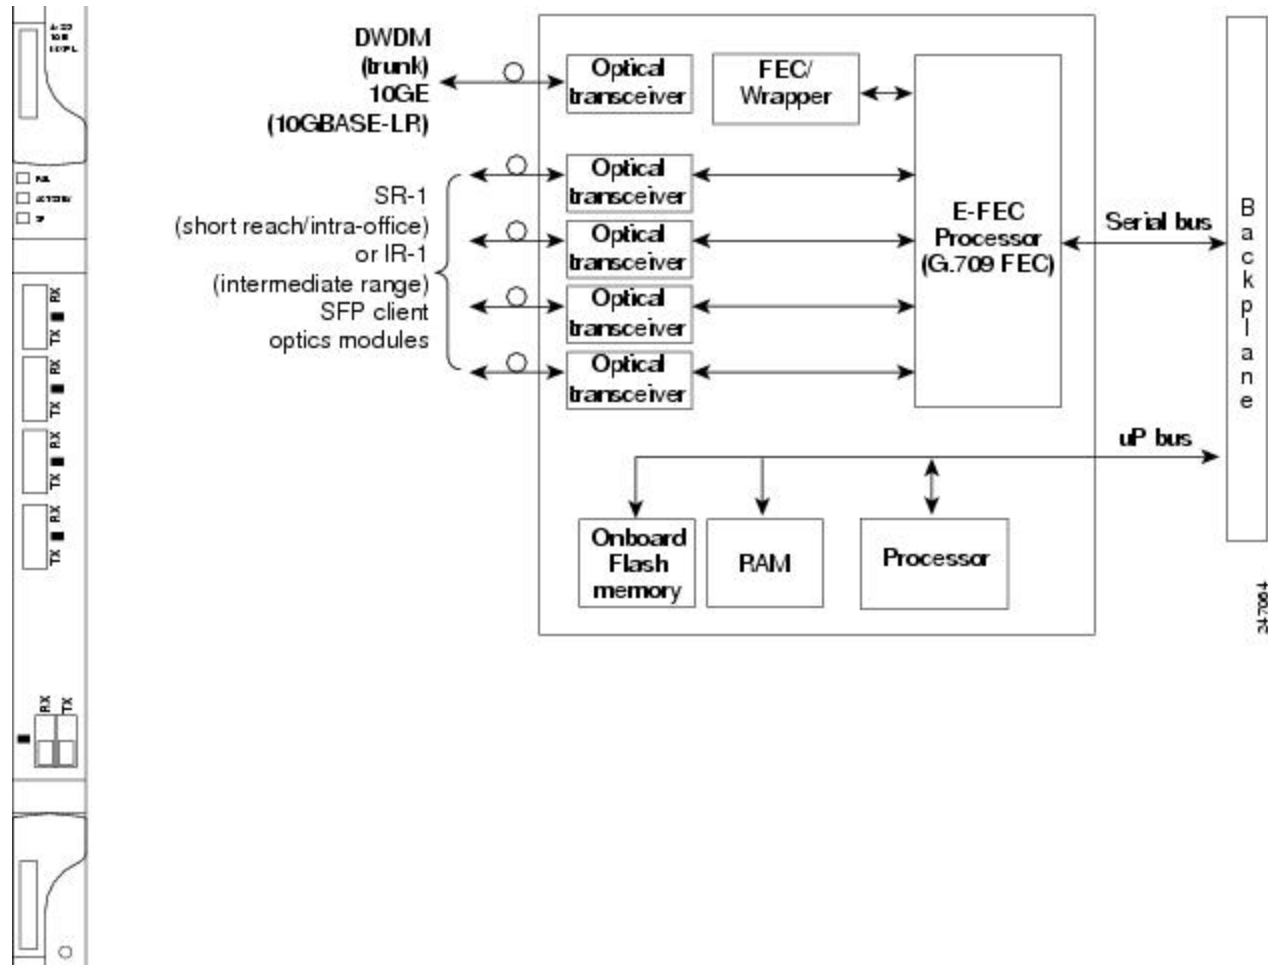 DWDM
(trunk)
10GE
(10GBASE-LR)
Optical
transceiver
FEC/
Wrapper
SR-1
(short reach/intra-office)
or IR-1
(intermediate range)
SFP client
optics modules
Optical
transceiver
Optical
transceiver
Optical
transceiver
Optical
transceiver
E-FEC
Processor
(G.709 FEC)
Serial bus
Backplane
uP bus
Onboard
Flash
memory
RAM
Processor
247064
TX RX
TX RX
TX RX
TX RX
RX
TX